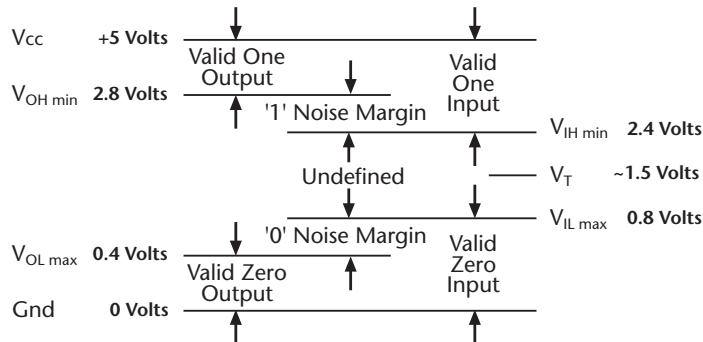 Vcc +5 Volts
Valid One
Output
Valid
One
Input
VOH min 2.8 Volts
'1' Noise Margin
VIH min 2.4 Volts
Undefined
VT ~1.5 Volts
VIL max 0.8 Volts
'0' Noise Margin
VOL max 0.4 Volts
Valid Zero
Output
Valid
Zero
Input
Gnd 0 Volts